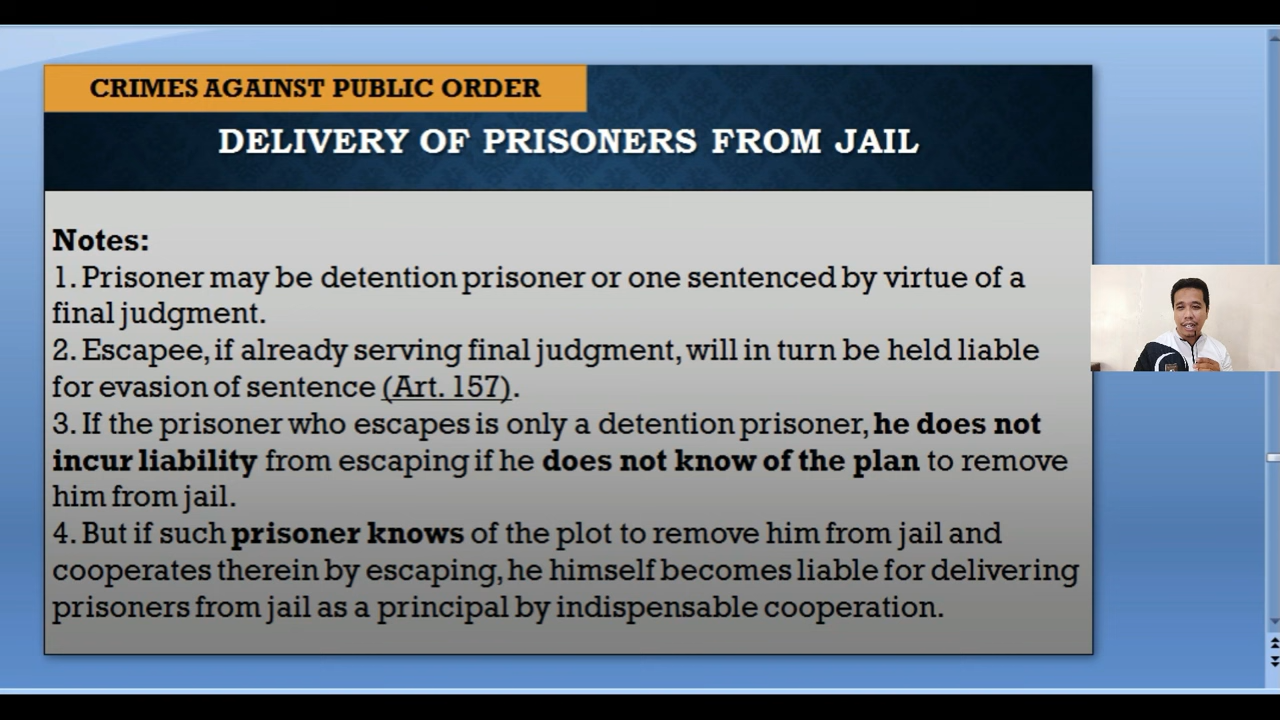 CRIMES AGAINST PUBLIC ORDER
DELIVERY OF PRISONERS FROM JAIL
Notes:
1. Prisoner may be detention prisoner or one sentenced by virtue of a
final judgment.
2. Escapee, if already serving final judgment, will in turn be held liable
for evasion of sentence (Art. 157).
3. If the prisoner who escapes is only a detention prisoner, he does not
incur liability from escaping if he does not know of the plan to remove
him from jail.
4. But if such prisoner knows of the plot to remove him from jail and
cooperates therein by escaping, he himself becomes liable for delivering
prisoners from jail as a principal by indispensable cooperation.